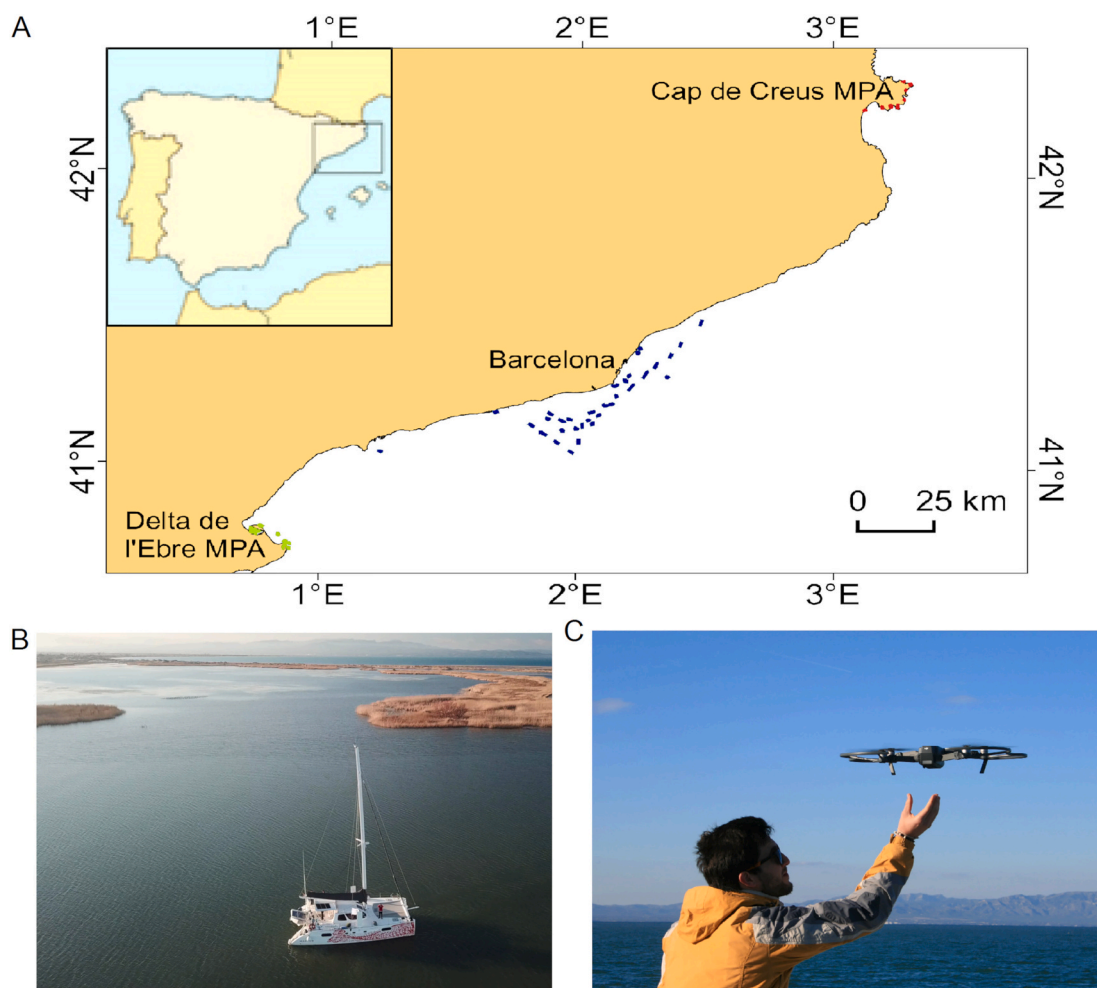 A
1°E 2°E 3°E
Cap de Creus MPA
42°N
42°N
Barcelona
41°N
41°N
0 25 km
Delta de
l'Ebre MPA
1°E 2°E 3°E
B
C